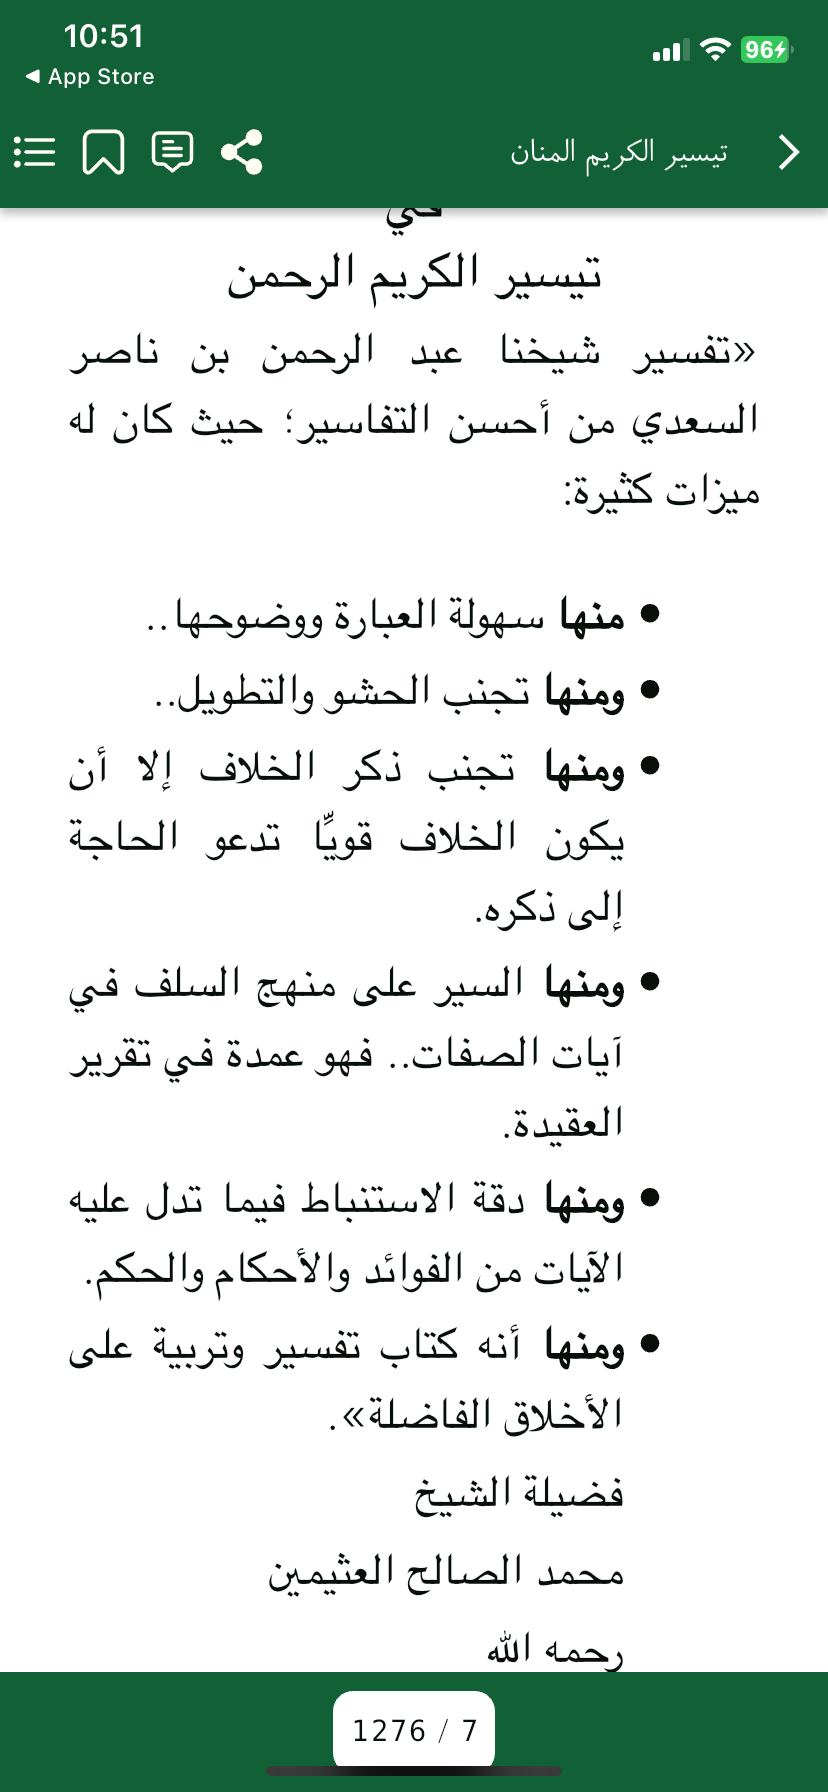 10:51
96
◀ App Store
تيسير الكريم المنان
في
تيسير الكريم الرحمن
«تفسير شيخنا عبد الرحمن بن ناصر
السعدي من أحسن التفاسير؛ حيث كان له
ميزات كثيرة:
● منها سهولة العبارة ووضوحها..
● ومنها تجنب الحشو والتطويل..
● ومنها تجنب ذكر الخلاف إلا أن
يكون الخلاف قويًّا تدعو الحاجة
إلى ذكره.
● ومنها السير على منهج السلف في
آيات الصفات.. فهو عمدة في تقرير
العقيدة.
● ومنها دقة الاستنباط فيما تدل عليه
الآيات من الفوائد والأحكام والحكم.
● ومنها أنه كتاب تفسير وتربية على
الأخلاق الفاضلة».
فضيلة الشيخ
محمد الصالح العثيمين
رحمه الله
1276 / 7